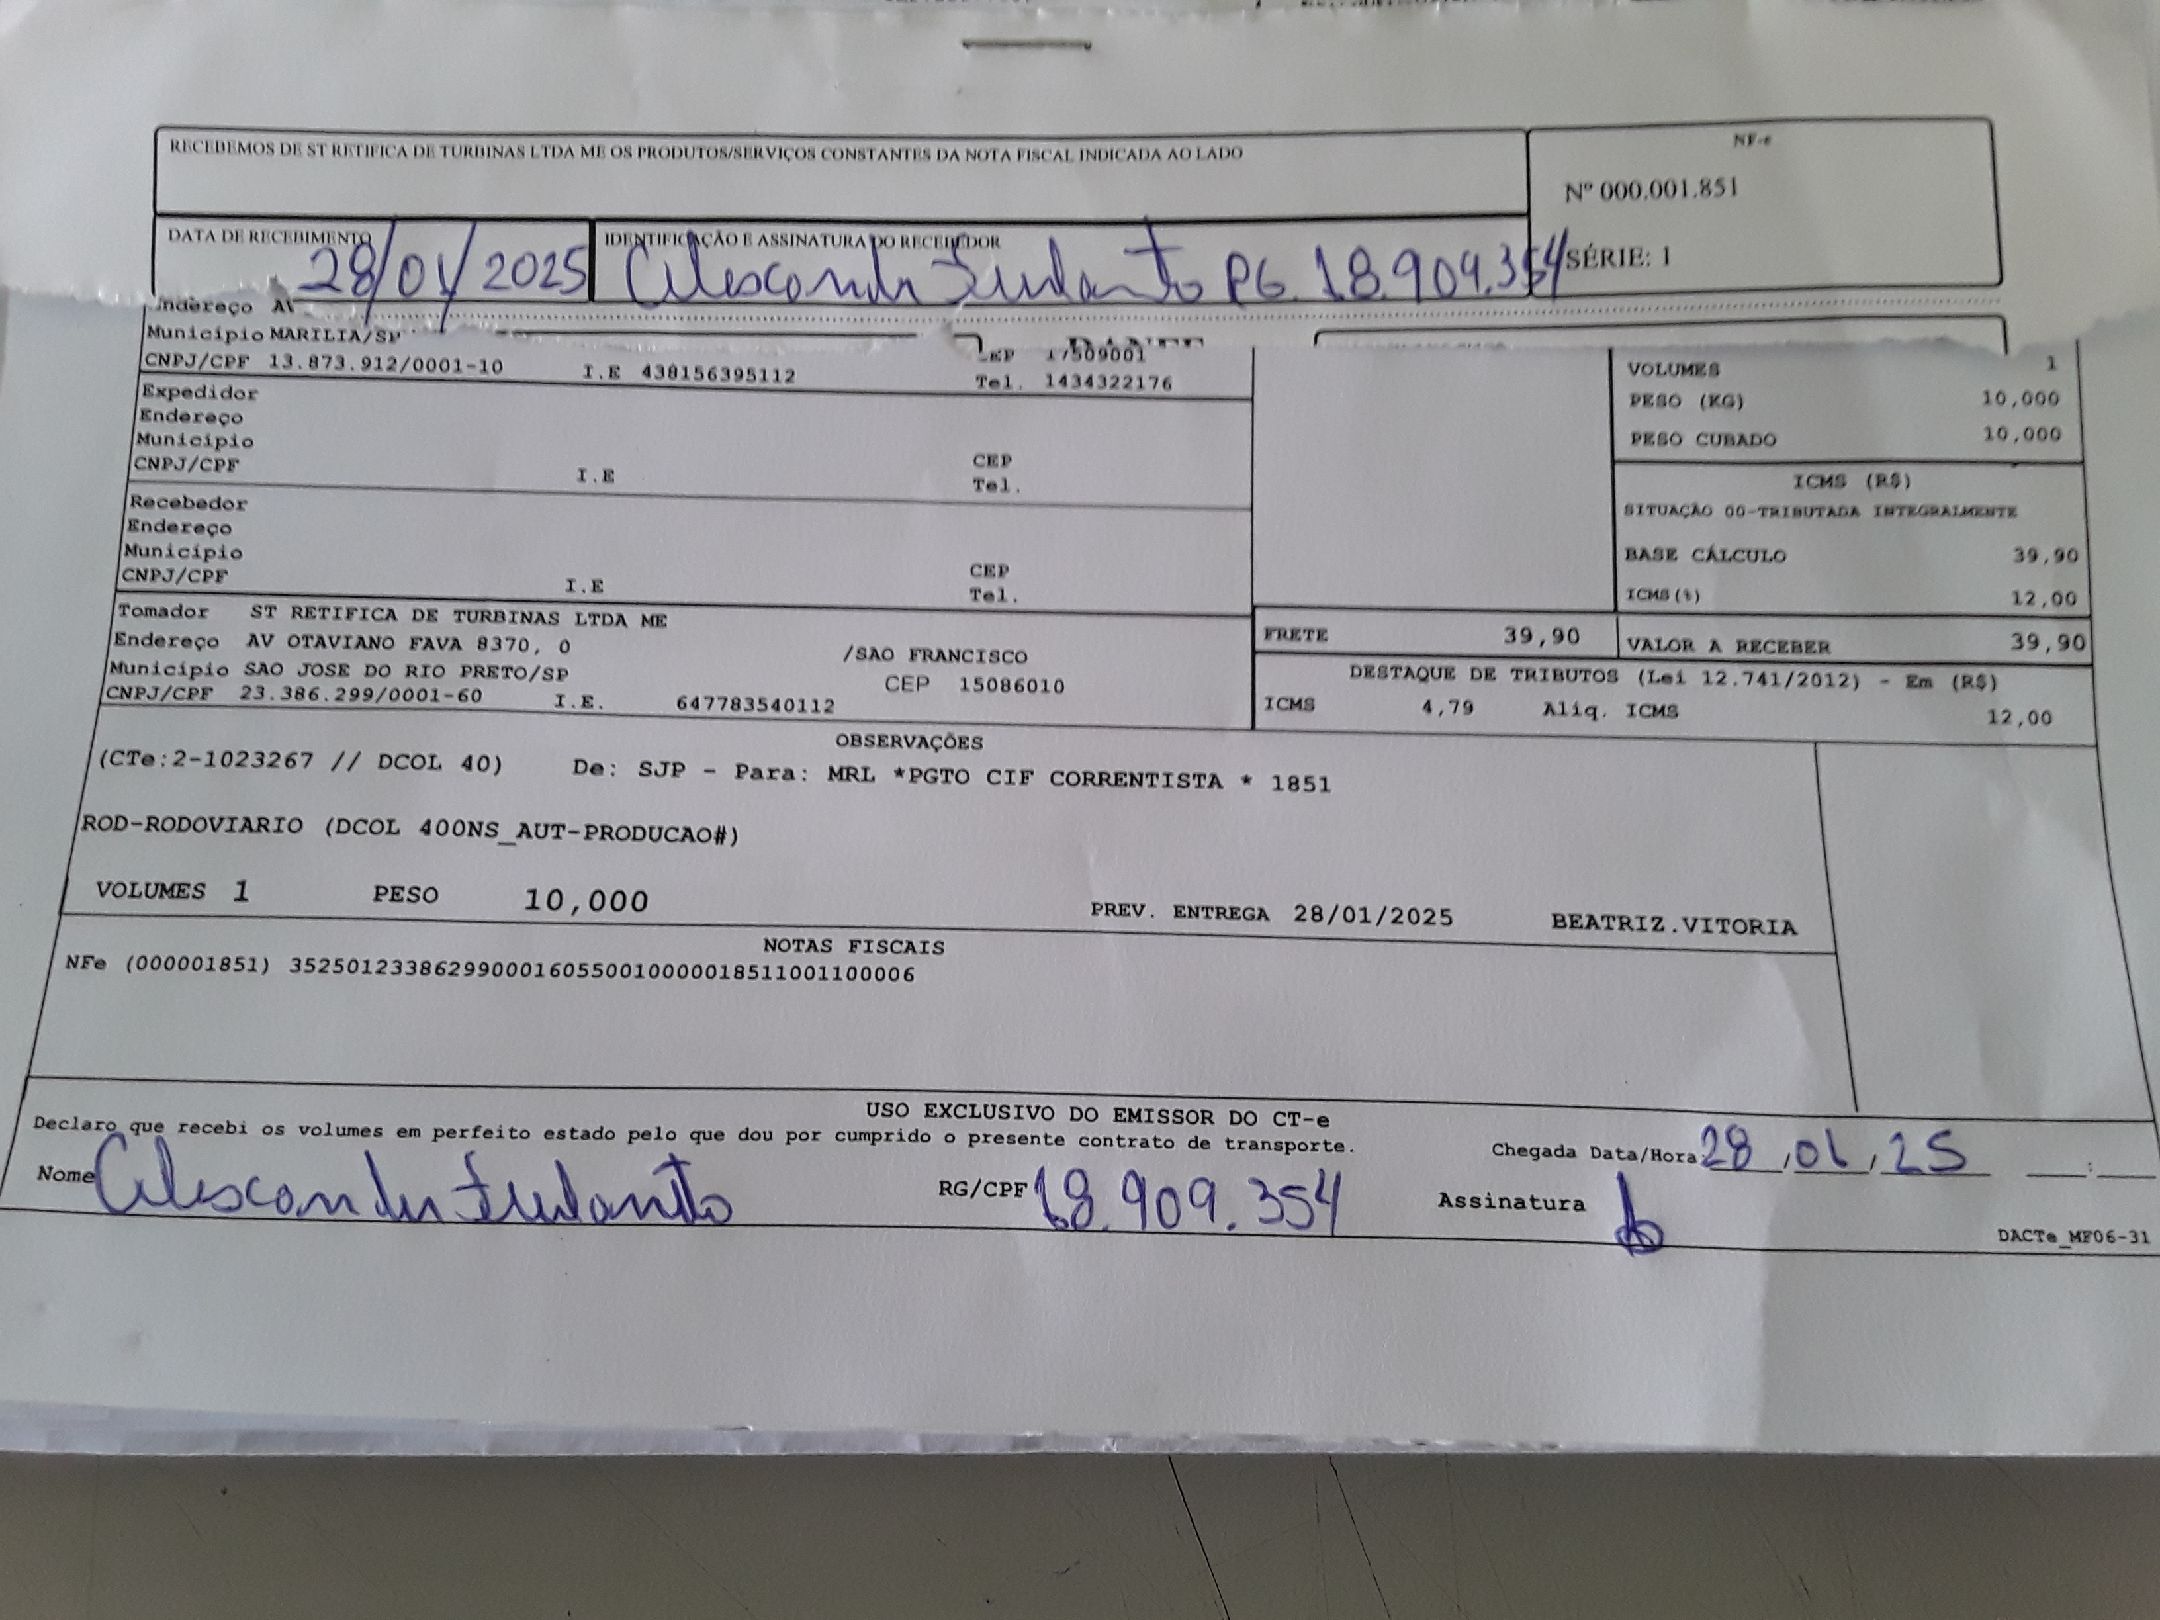 RECEBEMOS DE ST RETIFICA DE TURBINAS LTDA ME OS PRODUTOS/SERVIÇOS CONSTANTES DA NOTA FISCAL INDICADA AO LADO
NF-e
Nº 000.001.851
SÉRIE: 1
DATA DE RECEBIMENTO
28/01/2025
IDENTIFICAÇÃO E ASSINATURA DO RECEBEDOR
18.909.354
Endereço AV
Município MARILIA/SP
CEP 17509001
CNPJ/CPF 13.873.912/0001-10 I.E 438156395112 Tel. 1434322176
VOLUMES 1
PESO (KG) 10,000
PESO CUBADO 10,000
Expedidor
Endereço
Município CEP
CNPJ/CPF I.E Tel.
ICMS (R$)
SITUAÇÃO 00-TRIBUTADA INTEGRALMENTE
BASE CÁLCULO 39,90
ICMS(%) 12,00
Recebedor
Endereço
Município CEP
CNPJ/CPF I.E Tel.
Tomador ST RETIFICA DE TURBINAS LTDA ME
Endereço AV OTAVIANO FAVA 8370, 0 /SAO FRANCISCO
Município SAO JOSE DO RIO PRETO/SP CEP 15086010
CNPJ/CPF 23.386.299/0001-60 I.E. 647783540112
FRETE 39,90 VALOR A RECEBER 39,90
DESTAQUE DE TRIBUTOS (Lei 12.741/2012) - Em (R$)
ICMS 4,79 Aliq. ICMS 12,00
OBSERVAÇÕES
(CTe:2-1023267 // DCOL 40) De: SJP - Para: MRL *PGTO CIF CORRENTISTA * 1851
ROD-RODOVIARIO (DCOL 400NS_AUT-PRODUCAO#)
VOLUMES 1 PESO 10,000 PREV. ENTREGA 28/01/2025 BEATRIZ.VITORIA
NOTAS FISCAIS
NFe (000001851) 35250123386299000160550010000018511001100006
USO EXCLUSIVO DO EMISSOR DO CT-e
Declaro que recebi os volumes em perfeito estado pelo que dou por cumprido o presente contrato de transporte.
Chegada Data/Hora 28,01,25 :
Nome RG/CPF 18.909.354 Assinatura
DACTe_MF06-31